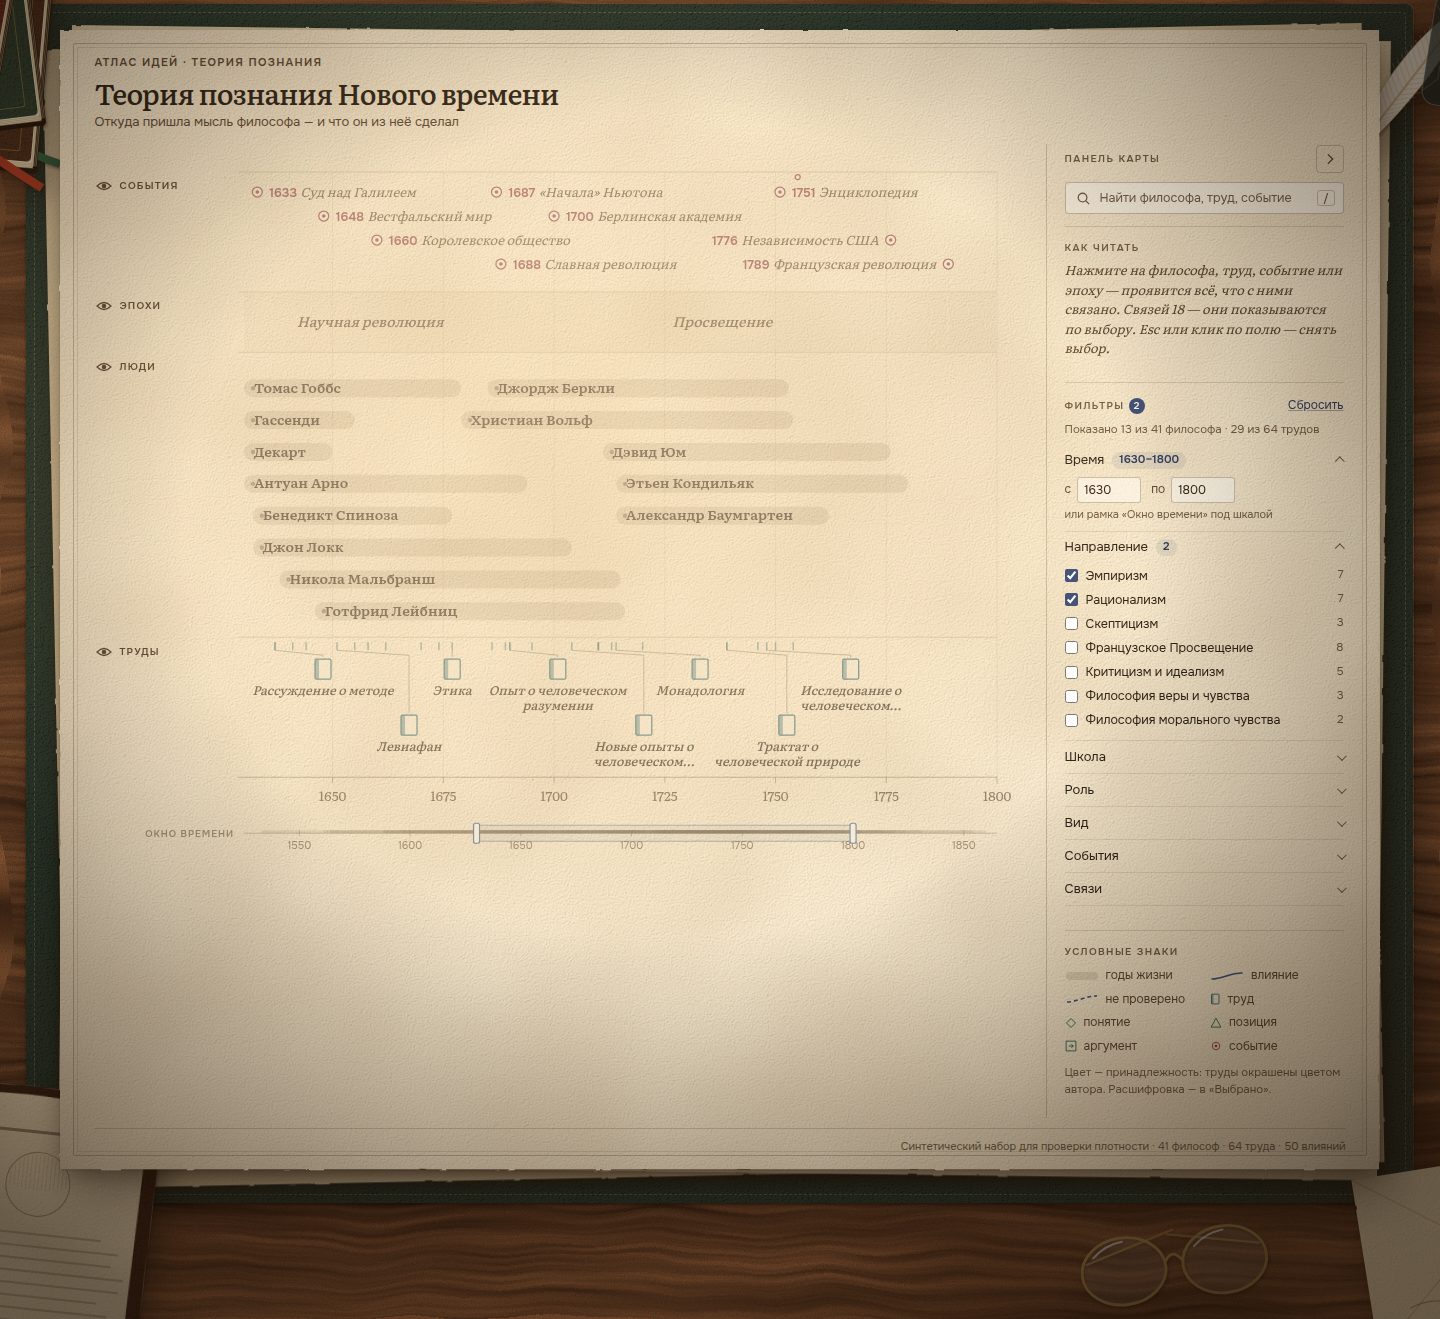 АТЛАС ИДЕЙ · ТЕОРИЯ ПОЗНАНИЯ
Теория познания Нового времени
Откуда пришла мысль философа — и что он из неё сделал
СОБЫТИЯ
1633 Суд над Галилеем
1687 «Начала» Ньютона
1751 Энциклопедия
1648 Вестфальский мир
1700 Берлинская академия
1660 Королевское общество
1776 Независимость США
1688 Славная революция
1789 Французская революция
ЭПОХИ
Научная революция
Просвещение
ЛЮДИ
Томас Гоббс
Джордж Беркли
Гассенди
Христиан Вольф
Декарт
Дэвид Юм
Антуан Арно
Этьен Кондильяк
Бенедикт Спиноза
Александр Баумгартен
Джон Локк
Никола Мальбранш
Готфрид Лейбниц
ТРУДЫ
Рассуждение о методе
Этика
Опыт о человеческом
разумении
Монадология
Исследование о
человеческом...
Левиафан
Новые опыты о
человеческом...
Трактат о
человеческой природе
1650 1675 1700 1725 1750 1775 1800
ОКНО ВРЕМЕНИ
1550 1600 1650 1700 1750 1800 1850
ПАНЕЛЬ КАРТЫ
Найти философа, труд, событие /
КАК ЧИТАТЬ
Нажмите на философа, труд, событие или
эпоху — проявится всё, что с ними
связано. Связей 18 — они показываются
по выбору. Esc или клик по полю — снять
выбор.
ФИЛЬТРЫ 2 Сбросить
Показано 13 из 41 философа · 29 из 64 трудов
Время 1630–1800
с 1630 по 1800
или рамка «Окно времени» под шкалой
Направление 2
Эмпиризм 7
Рационализм 7
Скептицизм 3
Французское Просвещение 8
Критицизм и идеализм 5
Философия веры и чувства 3
Философия морального чувства 2
Школа
Роль
Вид
События
Связи
УСЛОВНЫЕ ЗНАКИ
годы жизни
влияние
не проверено
труд
понятие
позиция
аргумент
событие
Цвет — принадлежность: труды окрашены цветом
автора. Расшифровка — в «Выбрано».
Синтетический набор для проверки плотности · 41 философ · 64 труда · 50 влияний